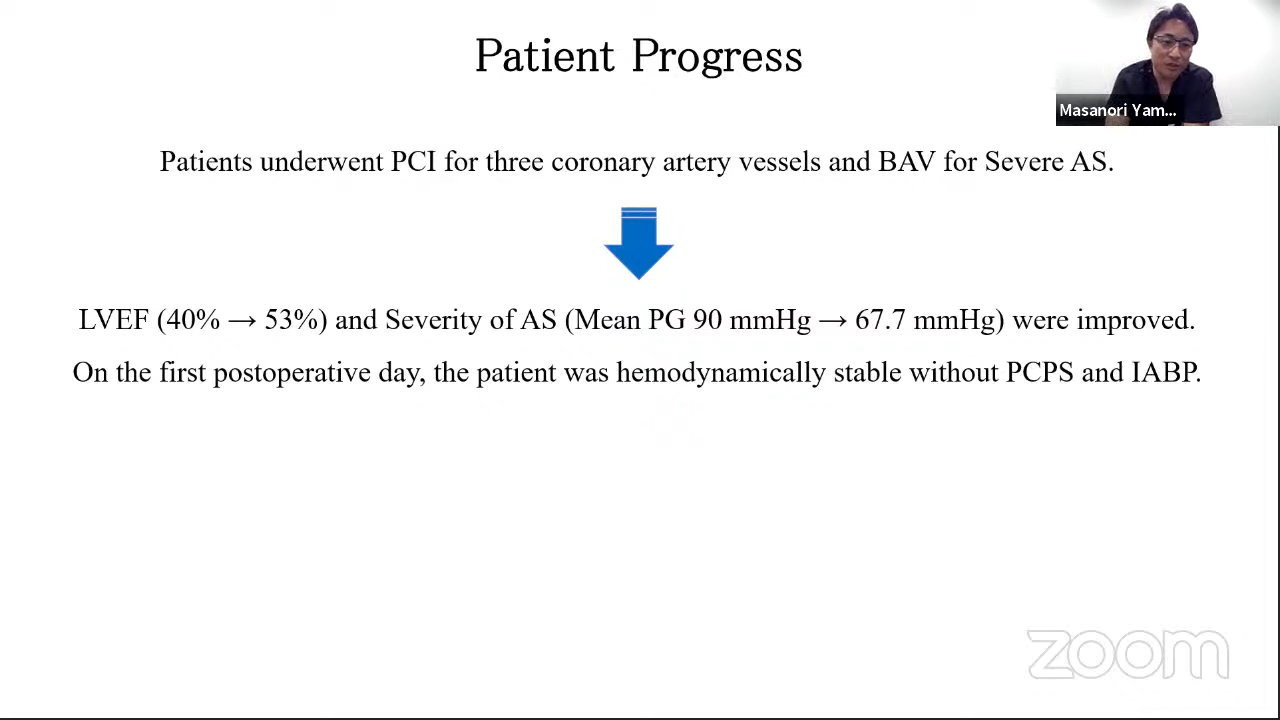 Patient Progress
Masanori Yam...
Patients underwent PCI for three coronary artery vessels and BAV for Severe AS.
LVEF (40% → 53%) and Severity of AS (Mean PG 90 mmHg → 67.7 mmHg) were improved.
On the first postoperative day, the patient was hemodynamically stable without PCPS and IABP.
zoom